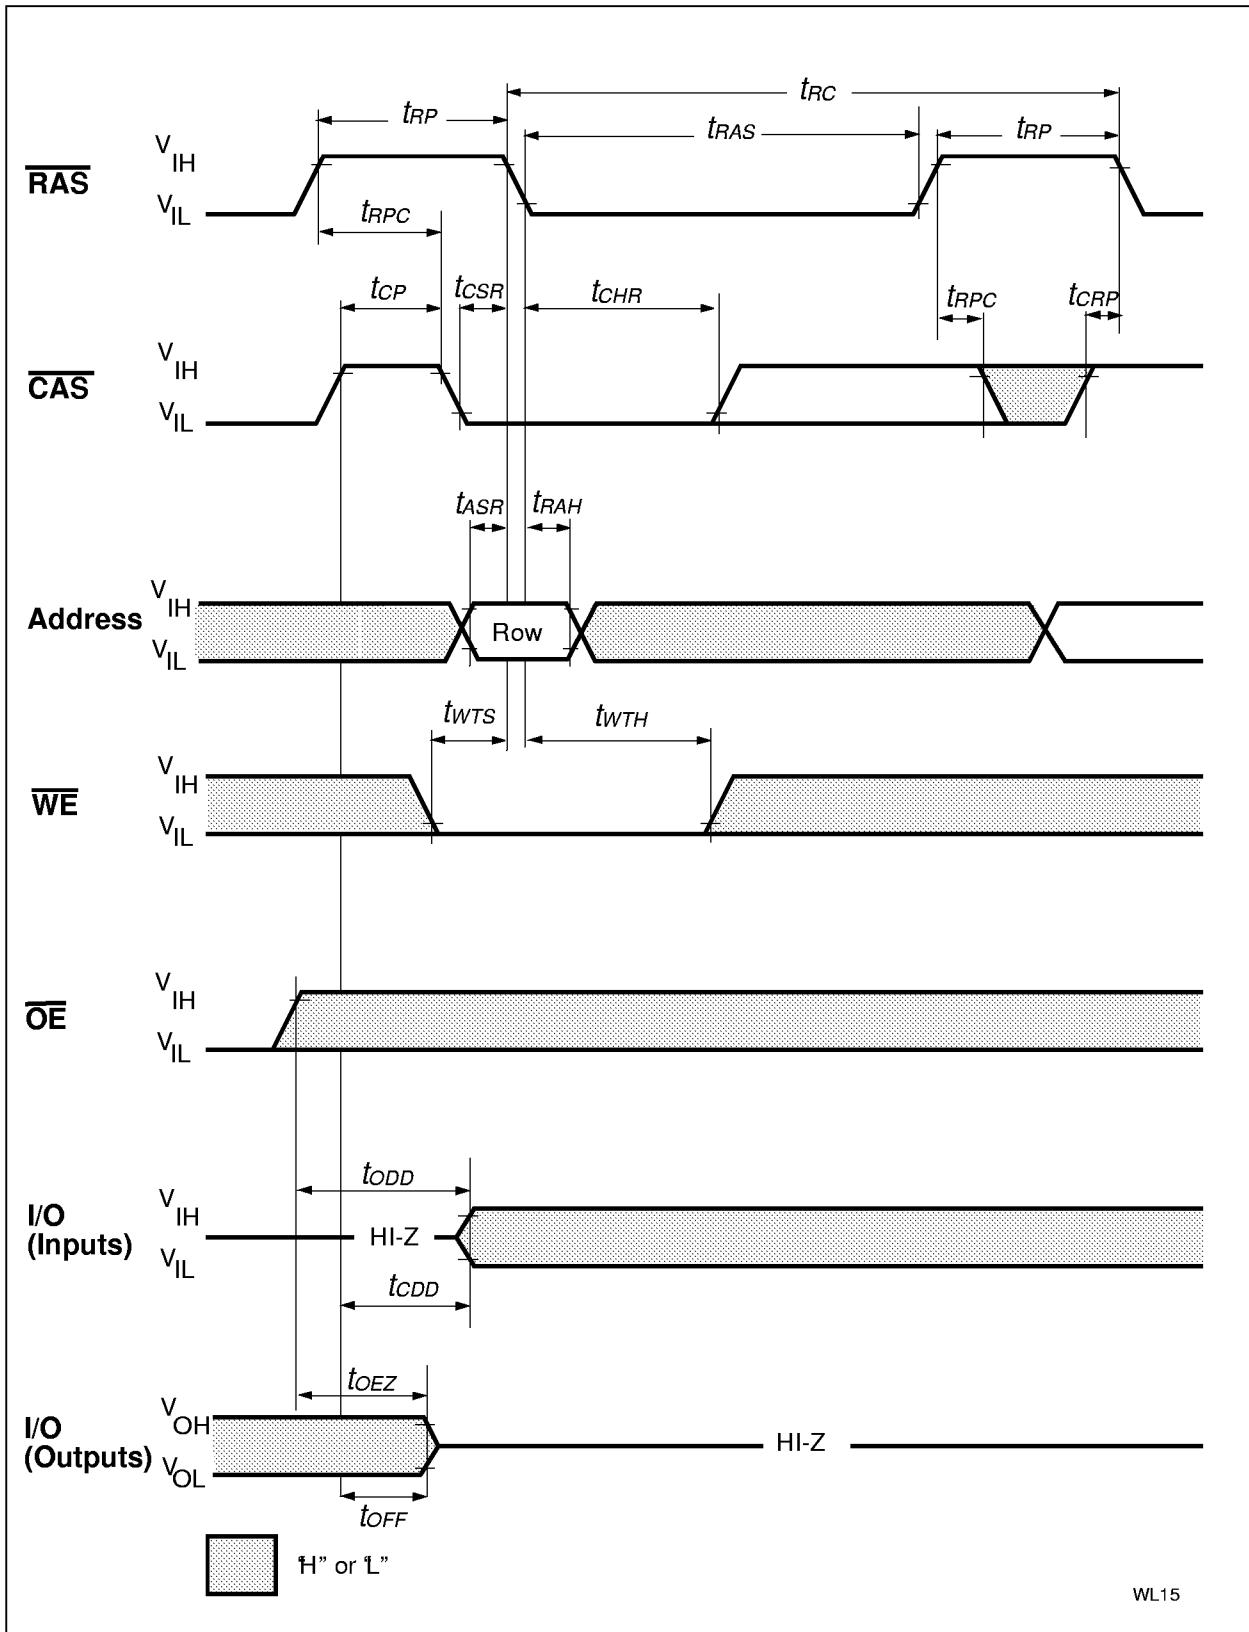 tRC
tRP
tRAS
tRP
RAS
VIH
VIL
tRPC
tCP
tCSR
tCHR
tRPC
tCRP
CAS
VIH
VIL
tASR
tRAH
Address
VIH
VIL
Row
tWTS
tWTH
WE
VIH
VIL
OE
VIH
VIL
tODD
I/O
(Inputs)
VIH
VIL
HI-Z
tCDD
tOEZ
I/O
(Outputs)
VOH
VOL
HI-Z
tOFF
“H” or “L”
WL15